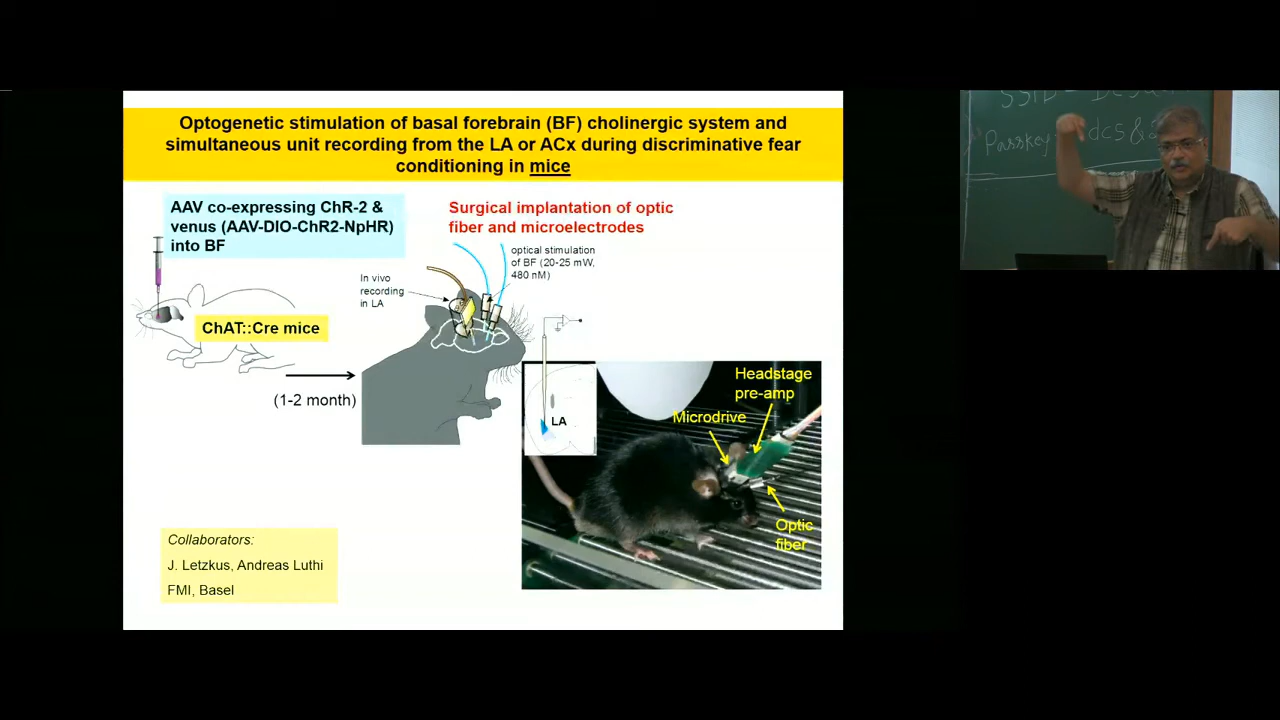 Optogenetic stimulation of basal forebrain (BF) cholinergic system and
simultaneous unit recording from the LA or ACx during discriminative fear
conditioning in mice
AAV co-expressing ChR-2 &
venus (AAV-DIO-ChR2-NpHR)
into BF
Surgical implantation of optic
fiber and microelectrodes
optical stimulation
of BF (20-25 mW,
480 nM)
In vivo
recording
in LA
ChAT::Cre mice
(1-2 month)
LA
Headstage
pre-amp
Microdrive
Optic
fiber
Collaborators:
J. Letzkus, Andreas Luthi
FMI, Basel
Passkey